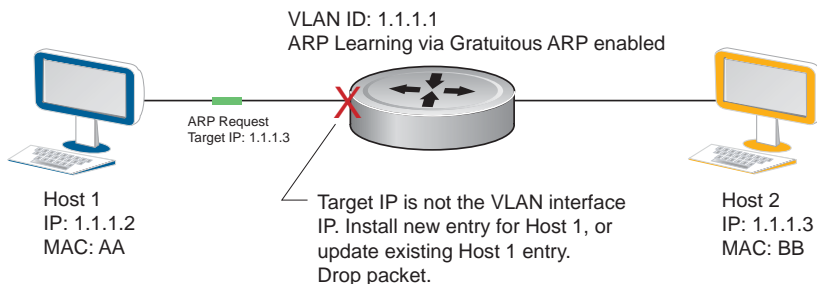 VLAN ID: 1.1.1.1
ARP Learning via Gratuitous ARP enabled
ARP Request
Target IP: 1.1.1.3
Host 1
IP: 1.1.1.2
MAC: AA
Target IP is not the VLAN interface
IP. Install new entry for Host 1, or
update existing Host 1 entry.
Drop packet.
Host 2
IP: 1.1.1.3
MAC: BB